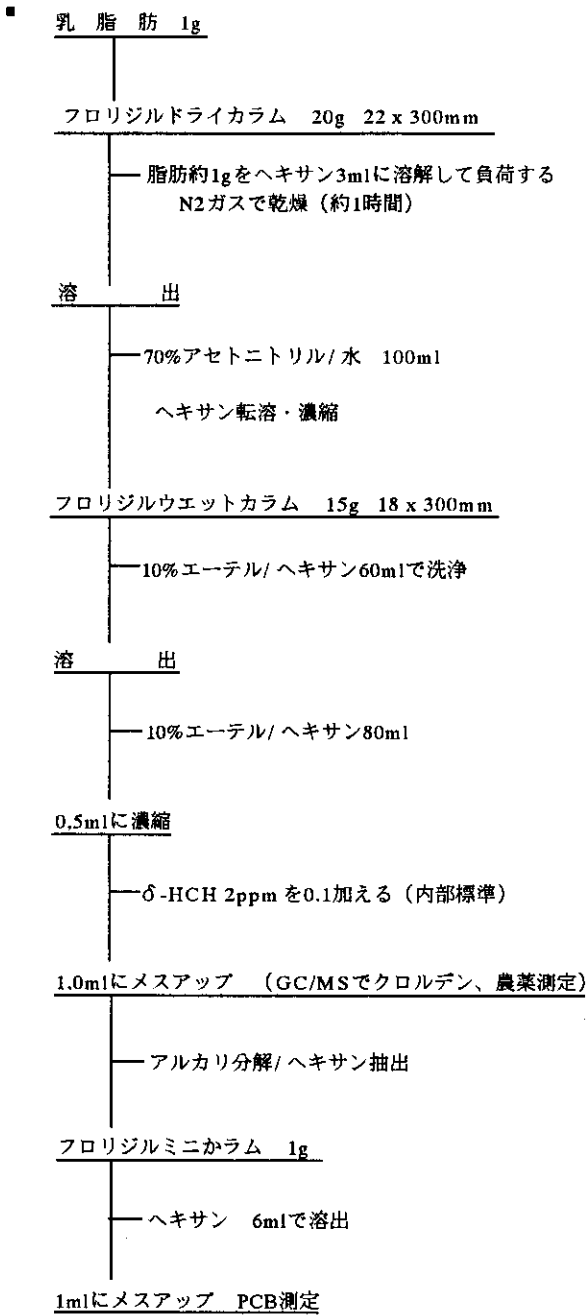 乳 脂 肪 1g
フロリジルドライカラム 20g 22 x 300mm
脂肪約1gをヘキサン3mlに溶解して負荷する
N2ガスで乾燥（約1時間）
溶 出
70%アセトニトリル/水 100ml
ヘキサン転溶・濃縮
フロリジルウエットカラム 15g 18 x 300mm
10%エーテル/ヘキサン60mlで洗浄
溶 出
10%エーテル/ヘキサン80ml
0.5mlに濃縮
δ-HCH 2ppm を0.1加える（内部標準）
1.0mlにメスアップ （GC/MSでクロルデン、農薬測定）
アルカリ分解/ヘキサン抽出
フロリジルミニかラム 1g
ヘキサン 6mlで溶出
1mlにメスアップ PCB測定